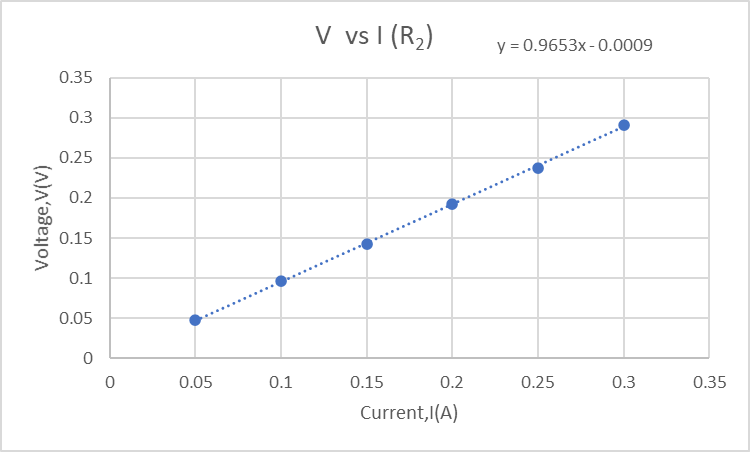 V  vs I (R₂)
y = 0.9653x - 0.0009
0.35
0.3
0.25
0.2
0.15
0.1
0.05
0
Voltage,V(V)
0 0.05 0.1 0.15 0.2 0.25 0.3 0.35
Current,I(A)